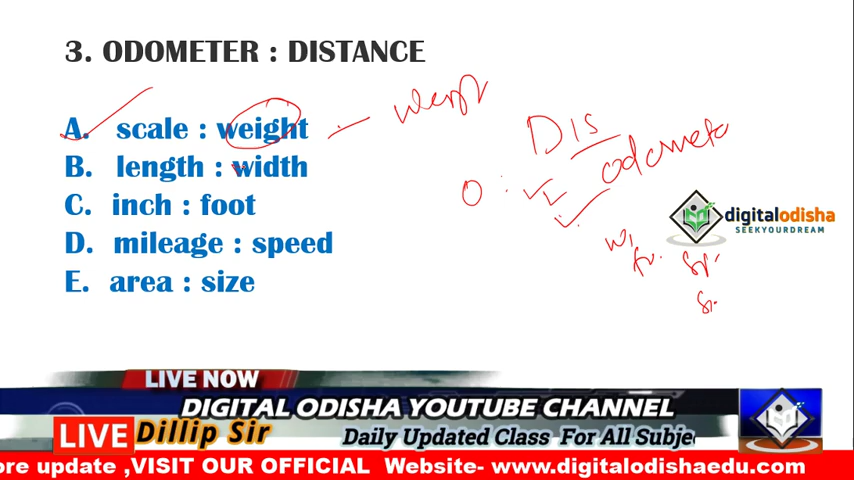 3. ODOMETER : DISTANCE
A. scale : weight
B. length : width
C. inch : foot
D. mileage : speed
E. area : size
DIS
odomete
O :
digitalodisha
SEEKYOURDREAM
LIVE NOW
DIGITAL ODISHA YOUTUBE CHANNEL
LIVE Dillip Sir
Daily Updated Class For All Subje
ore update ,VISIT OUR OFFICIAL Website- www.digitalodishaedu.com